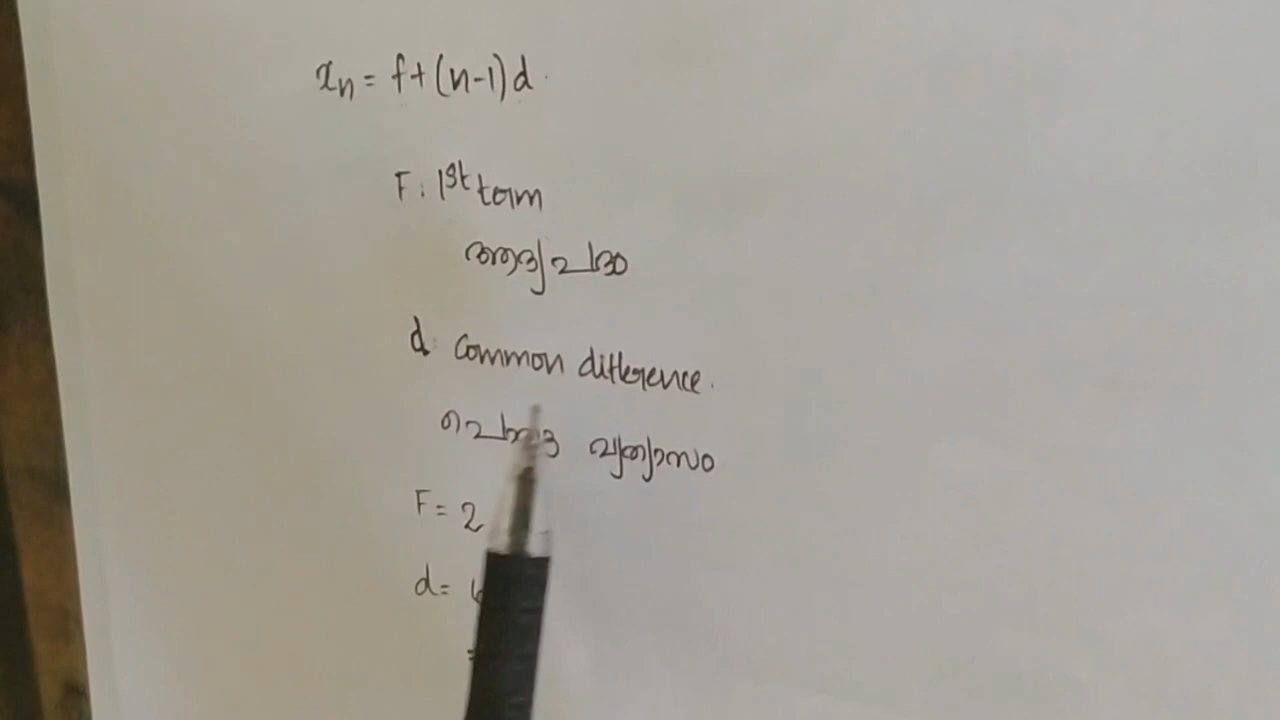 xn = f+(n-1)d
F: 1st term
ആദ്യപദം
d: Common difference.
പൊതു വ്യത്യാസം
F= 2
d=
=